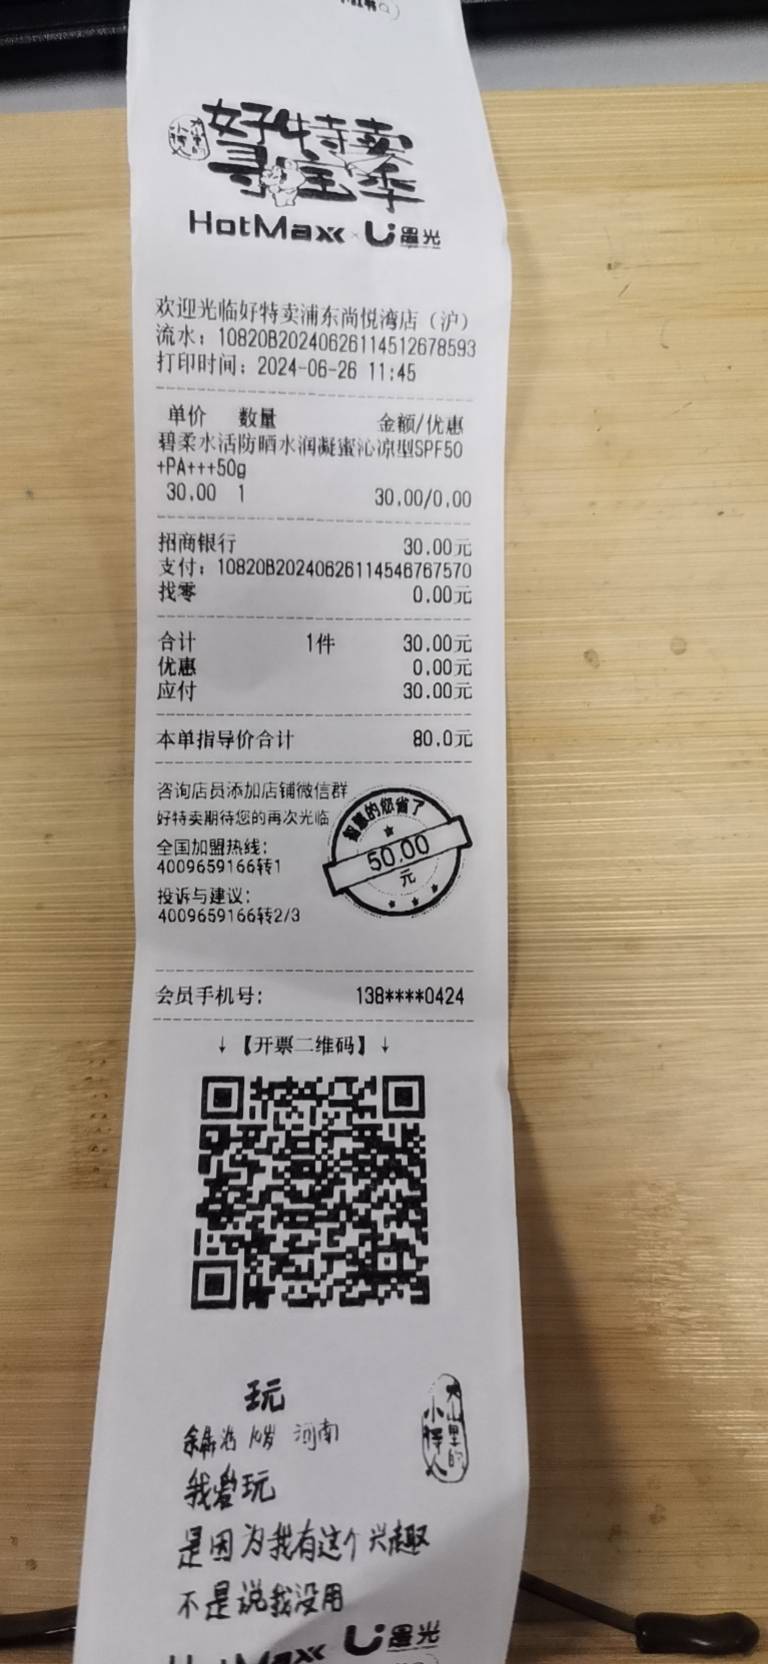 好特卖
寻宝季
HotMaxx × U 墨光
欢迎光临好特卖浦东尚悦湾店（沪）
流水：10820B20240626114512678593
打印时间：2024-06-26 11:45
单价 数量 金额/优惠
碧柔水活防晒水润凝蜜沁凉型SPF50
+PA+++50g
30.00 1 30.00/0.00
招商银行 30.00元
支付：10820B20240626114546767570
找零 0.00元
合计 1件 30.00元
优惠 0.00元
应付 30.00元
本单指导价合计 80.0元
咨询店员添加店铺微信群
好特卖期待您的再次光临
全国加盟热线：
4009659166转1
投诉与建议：
4009659166转2/3
智慧的您省了
50.00
元
会员手机号： 138****0424
↓【开票二维码】↓
玩
河南
大山里的
小诗人
我爱玩
是因为我有这个兴趣
不是说我没用
HotMaxx U 墨光